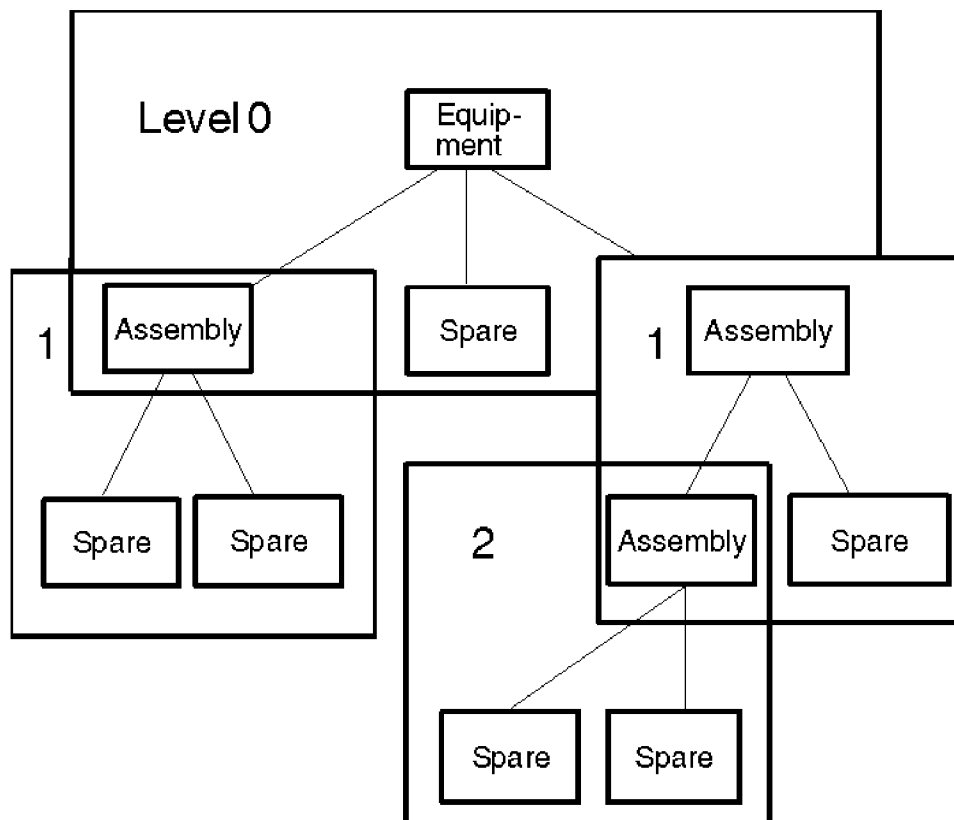 Level 0
Equip-
ment
1
Assembly
Spare
1
Assembly
Spare
Spare
2
Assembly
Spare
Spare
Spare